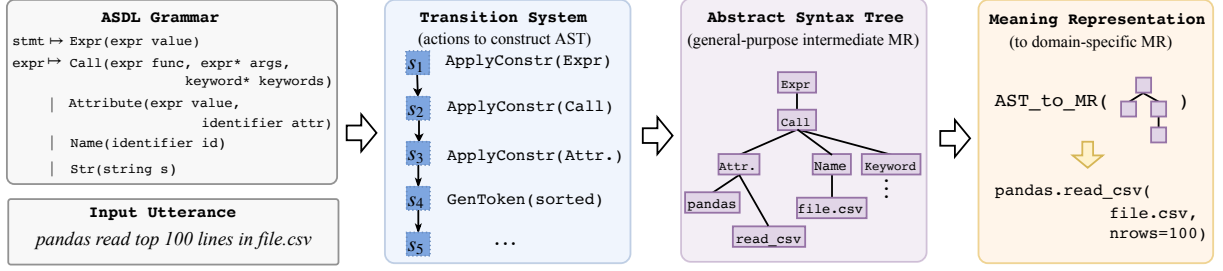 ASDL Grammar
stmt ↦ Expr(expr value)
expr ↦ Call(expr func, expr* args,
keyword* keywords)
| Attribute(expr value,
identifier attr)
| Name(identifier id)
| Str(string s)
Input Utterance
pandas read top 100 lines in file.csv
Transition System
(actions to construct AST)
s1 ApplyConstr(Expr)
s2 ApplyConstr(Call)
s3 ApplyConstr(Attr.)
s4 GenToken(sorted)
s5 ...
Abstract Syntax Tree
(general-purpose intermediate MR)
Expr
Call
Attr. Name Keyword
pandas file.csv ...
read_csv
Meaning Representation
(to domain-specific MR)
AST_to_MR( )
pandas.read_csv(
file.csv,
nrows=100)